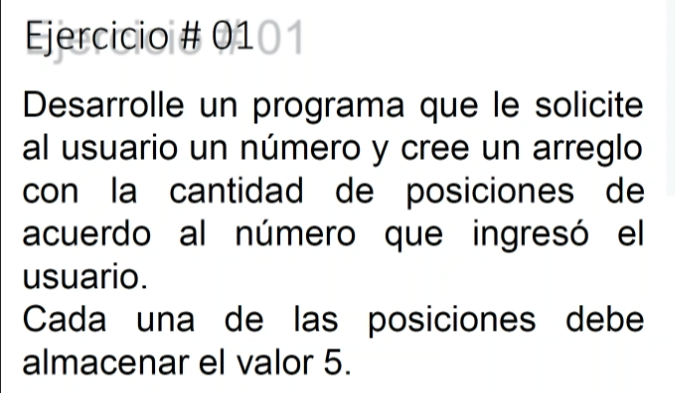 Ejercicio # 01
Desarrolle un programa que le solicite
al usuario un número y cree un arreglo
con la cantidad de posiciones de
acuerdo al número que ingresó el
usuario.
Cada una de las posiciones debe
almacenar el valor 5.